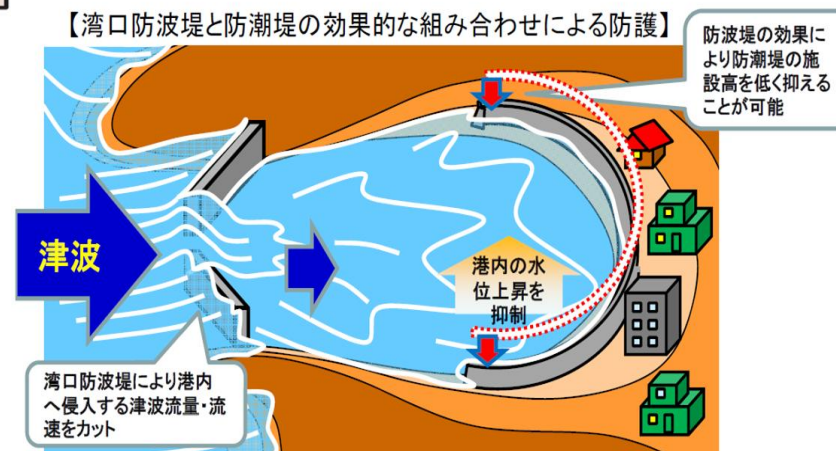 【湾口防波堤と防潮堤の効果的な組み合わせによる防護】
防波堤の効果に
より防潮堤の施
設高を低く抑える
ことが可能
津波
港内の水
位上昇を
抑制
湾口防波堤により港内
へ侵入する津波流量・流
速をカット